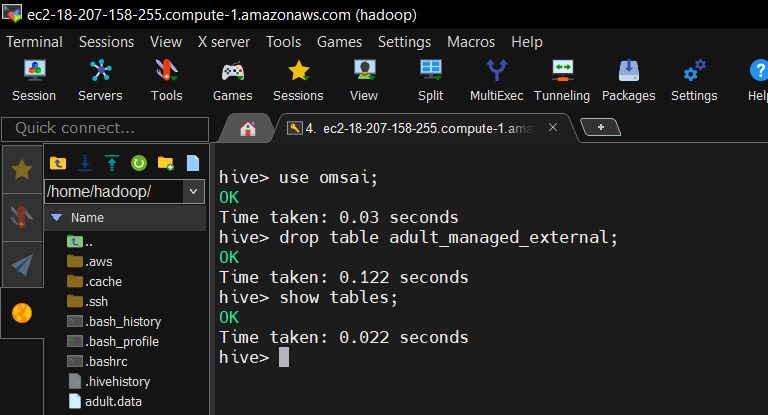 ec2-18-207-158-255.compute-1.amazonaws.com (hadoop)
Terminal Sessions View X server Tools Games Settings Macros Help
Session Servers Tools Games Sessions View Split MultiExec Tunneling Packages Settings Help
Quick connect...
4. ec2-18-207-158-255.compute-1.ama
/home/hadoop/
Name
..
.aws
.cache
.ssh
.bash_history
.bash_profile
.bashrc
.hivehistory
adult.data
hive> use omsai;
OK
Time taken: 0.03 seconds
hive> drop table adult_managed_external;
OK
Time taken: 0.122 seconds
hive> show tables;
OK
Time taken: 0.022 seconds
hive>